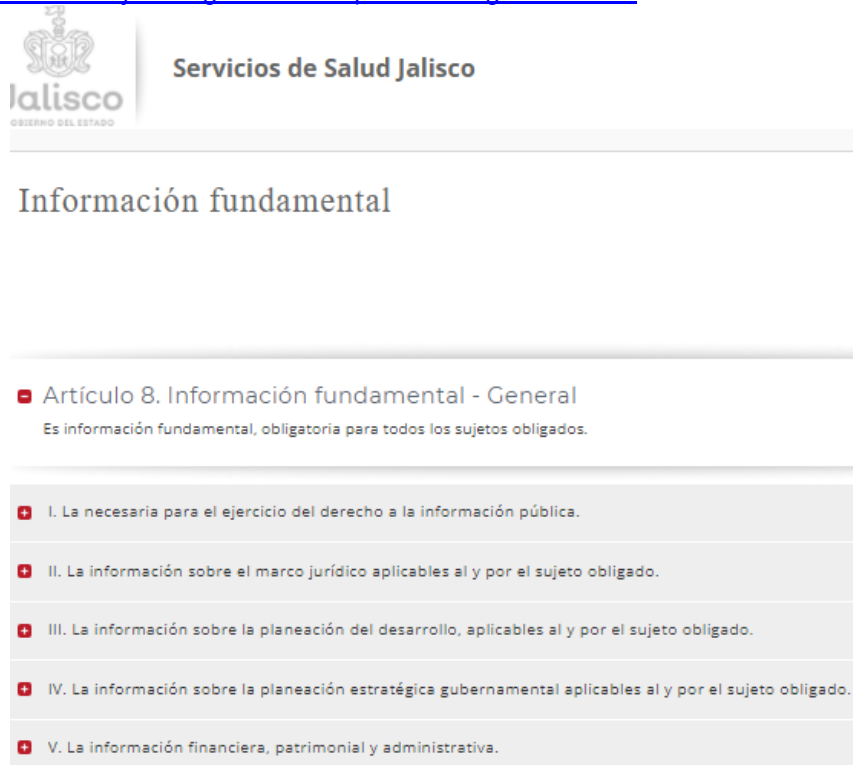 Jalisco
GOBIERNO DEL ESTADO
Servicios de Salud Jalisco
Información fundamental
Artículo 8. Información fundamental - General
Es información fundamental, obligatoria para todos los sujetos obligados.
I. La necesaria para el ejercicio del derecho a la información pública.
II. La información sobre el marco jurídico aplicables al y por el sujeto obligado.
III. La información sobre la planeación del desarrollo, aplicables al y por el sujeto obligado.
IV. La información sobre la planeación estratégica gubernamental aplicables al y por el sujeto obligado.
V. La información financiera, patrimonial y administrativa.